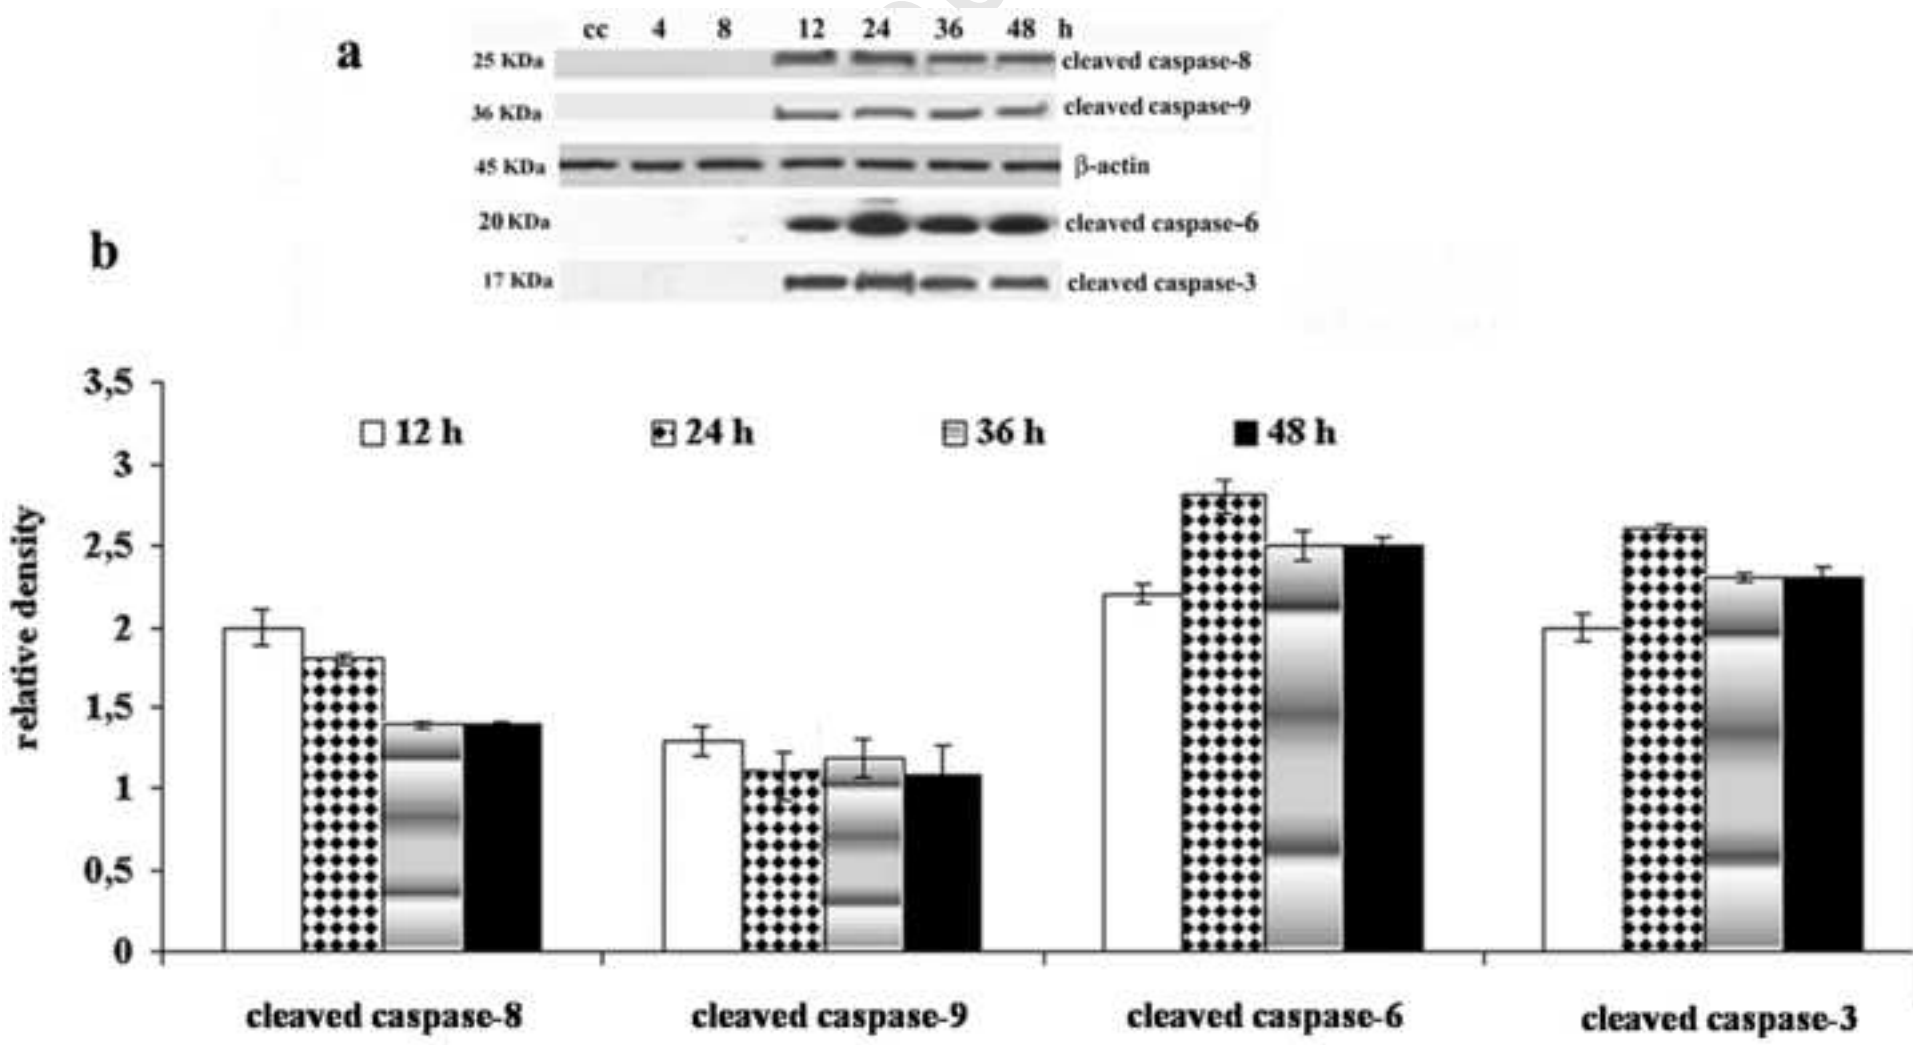 a
cc 4 8 12 24 36 48 h
25 KDa cleaved caspase-8
36 KDa cleaved caspase-9
45 KDa β-actin
20 KDa cleaved caspase-6
17 KDa cleaved caspase-3
b
3,5
3
2,5
2
1,5
1
0,5
0
relative density
12 h 24 h 36 h 48 h
cleaved caspase-8 cleaved caspase-9 cleaved caspase-6 cleaved caspase-3